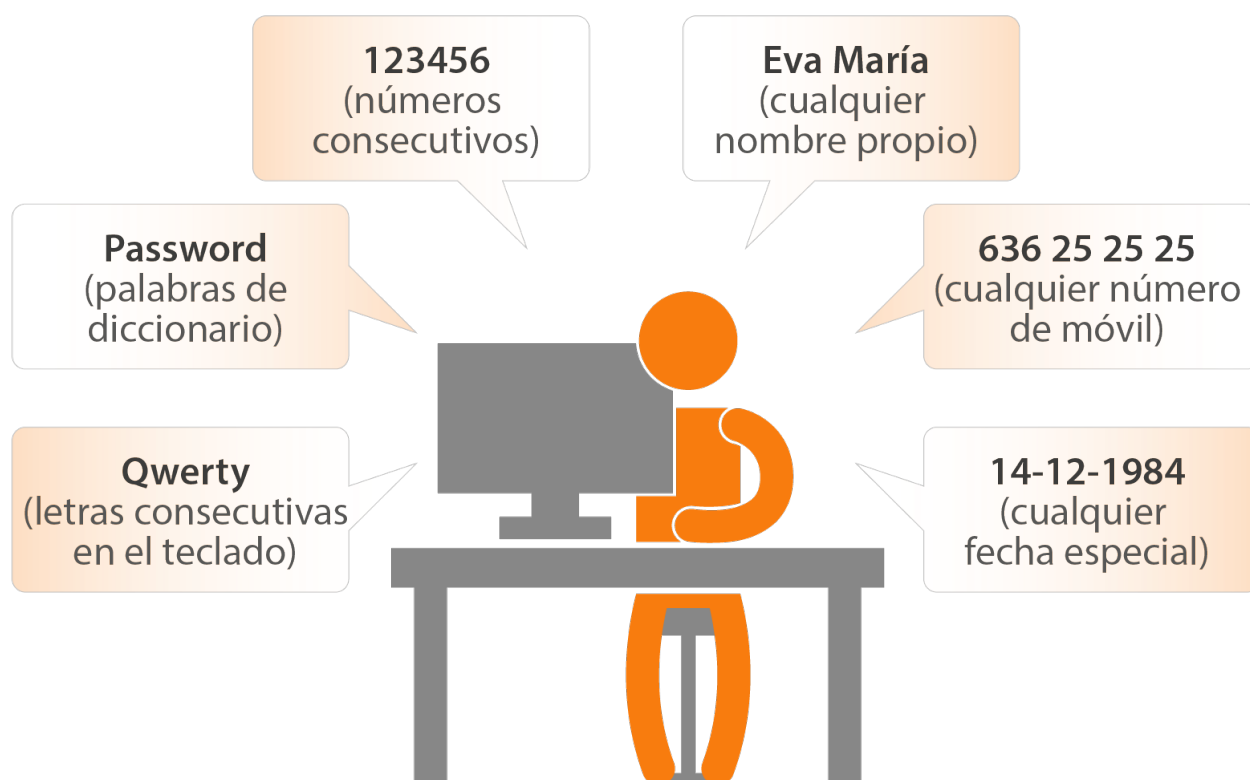 123456
(números
consecutivos)
Eva María
(cualquier
nombre propio)
Password
(palabras de
diccionario)
636 25 25 25
(cualquier número
de móvil)
Qwerty
(letras consecutivas
en el teclado)
14-12-1984
(cualquier
fecha especial)